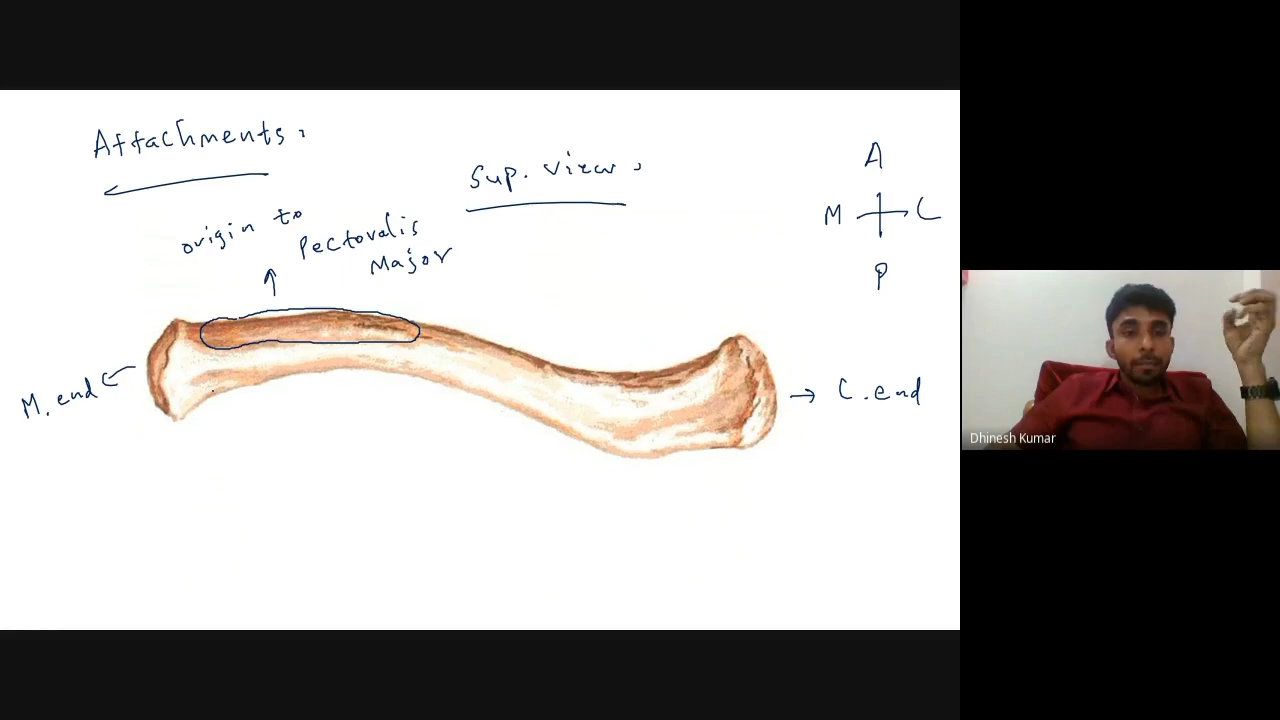 Attachments,
Sup. view,
origin to
Pectoralis
Major
A
M
L
P
M. end
C. end
Dhinesh Kumar